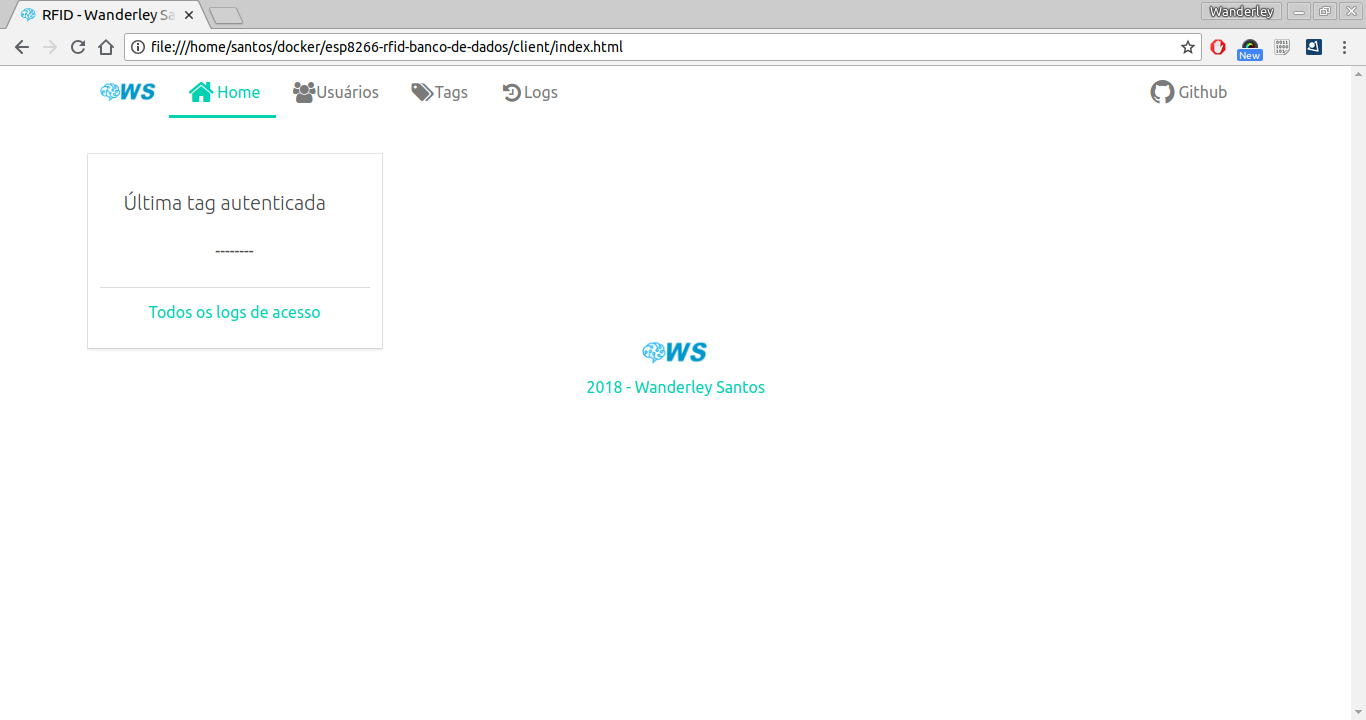 RFID - Wanderley Sa
Wanderley
file:///home/santos/docker/esp8266-rfid-banco-de-dados/client/index.html
New
WS
Home
Usuários
Tags
Logs
Github
Última tag autenticada
--------
Todos os logs de acesso
WS
2018 - Wanderley Santos